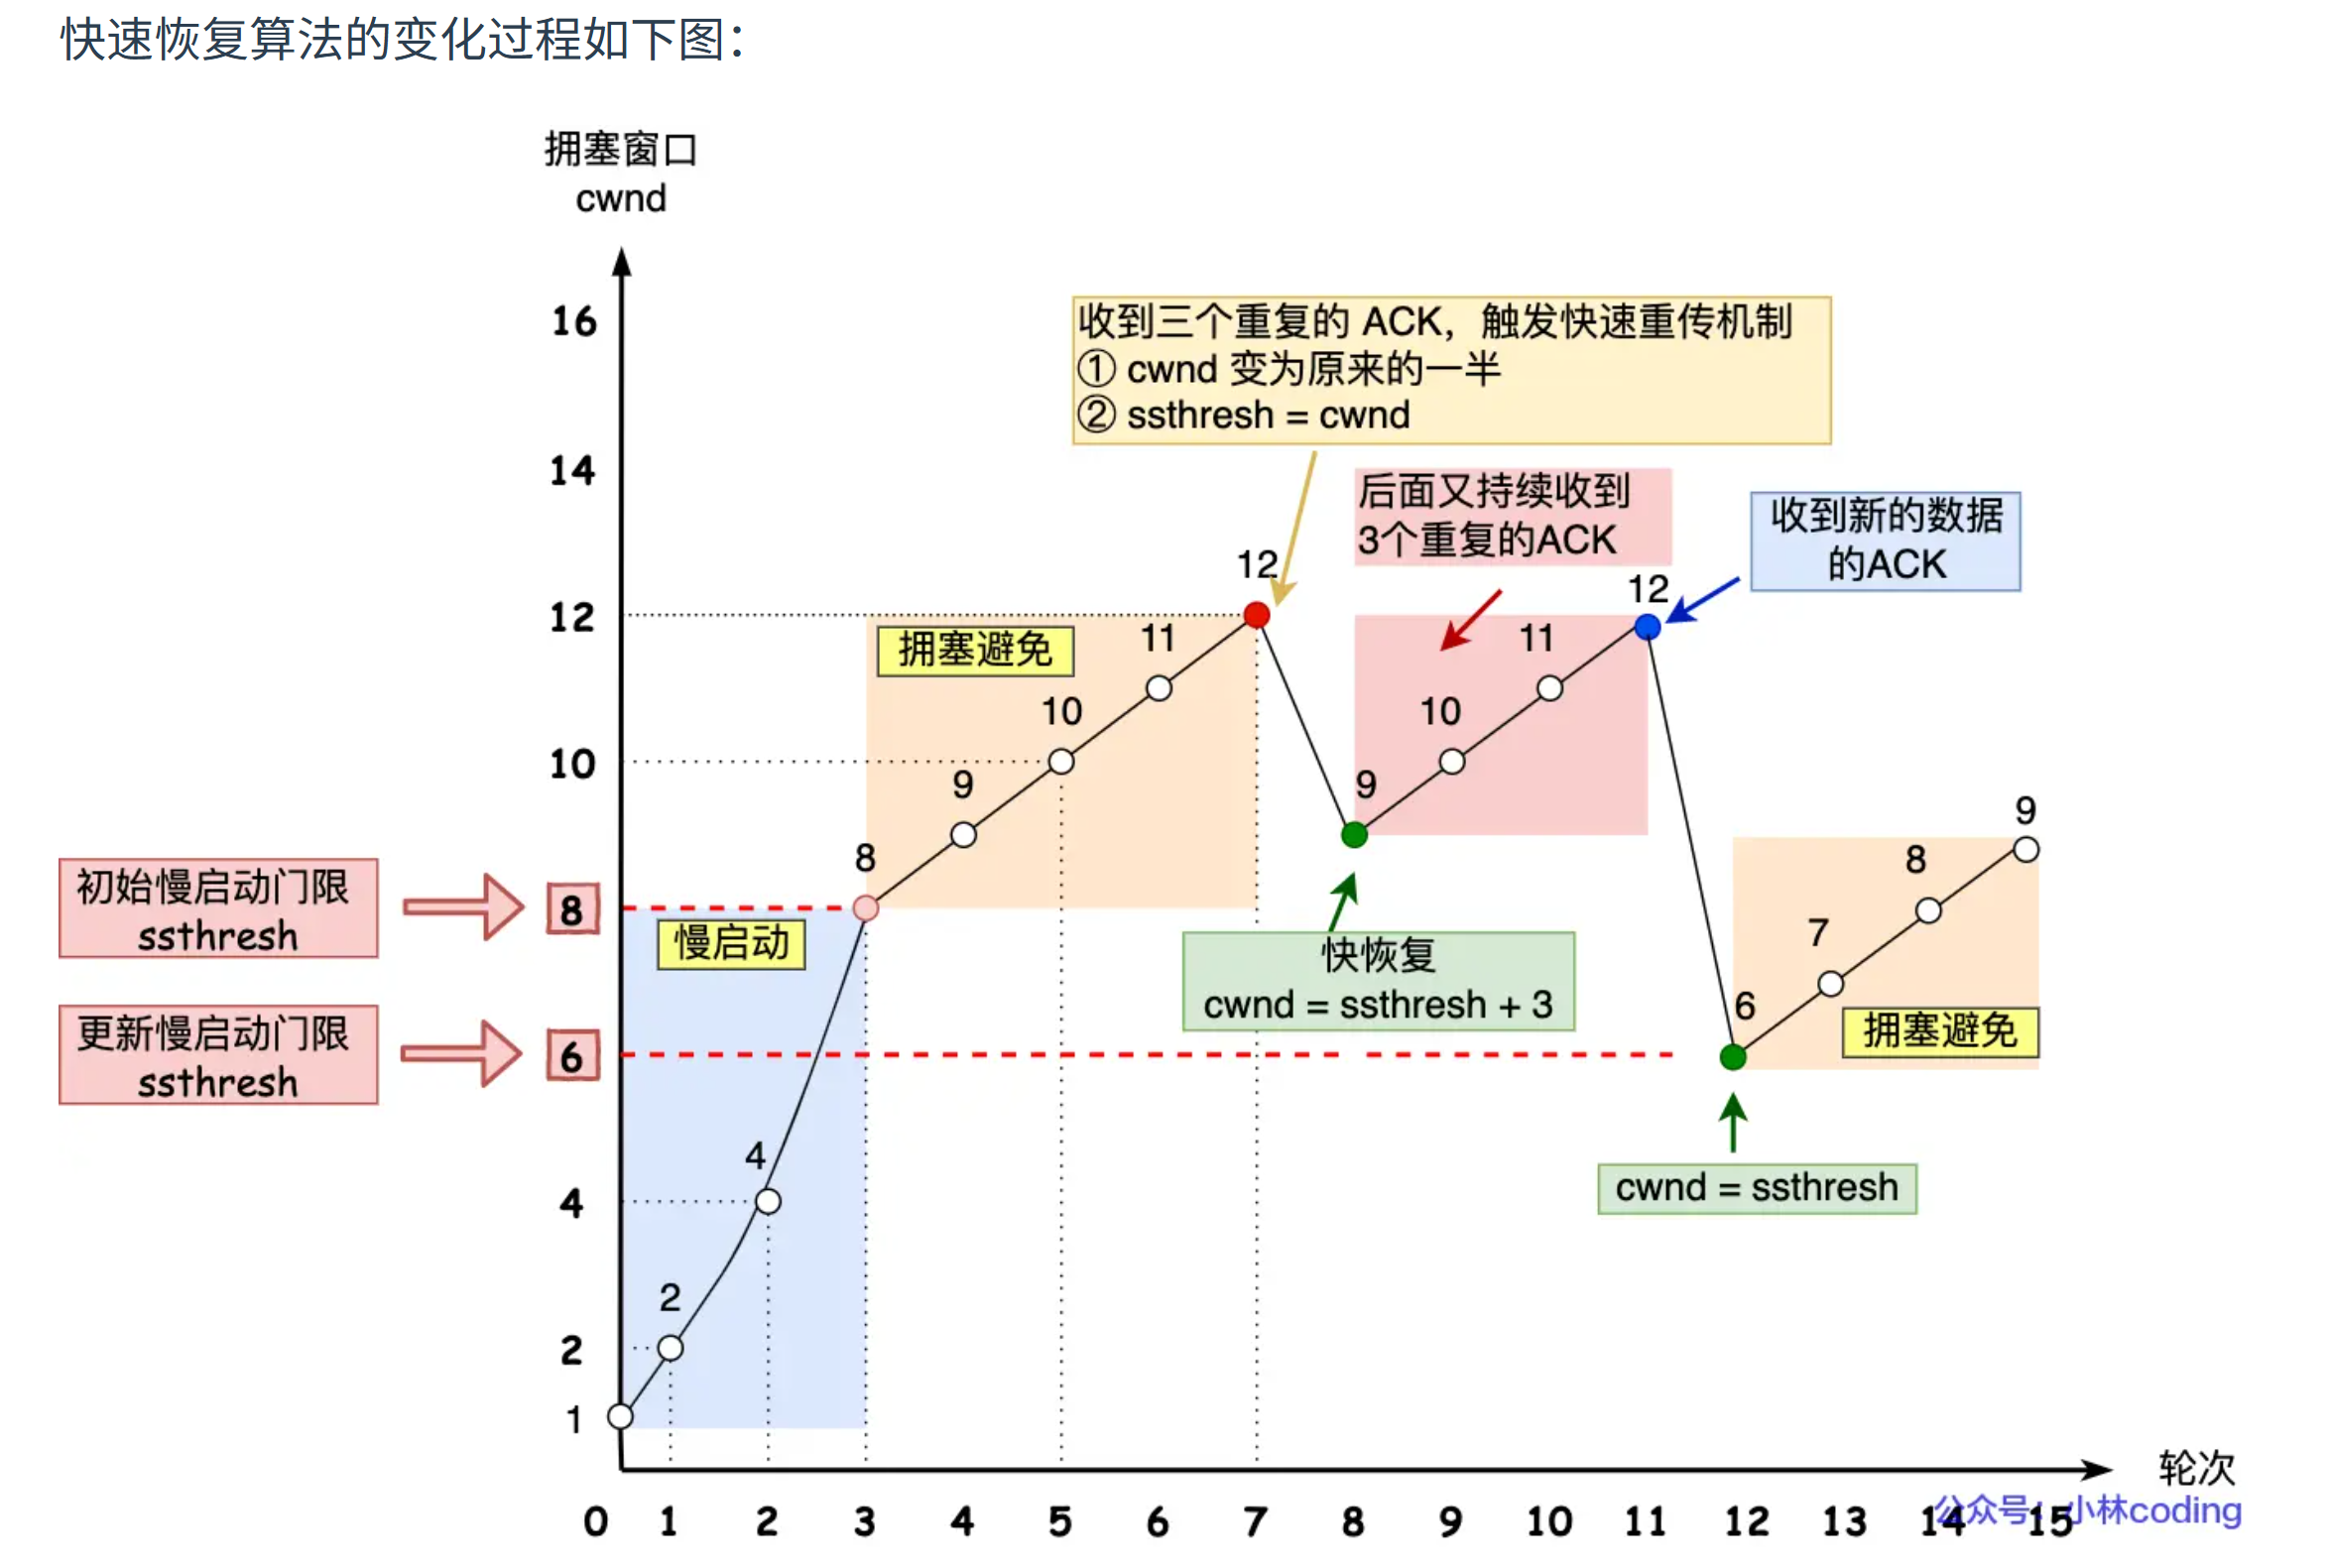 快速恢复算法的变化过程如下图：
拥塞窗口
cwnd
16
收到三个重复的 ACK，触发快速重传机制
① cwnd 变为原来的一半
② ssthresh = cwnd
14
后面又持续收到
3个重复的ACK
收到新的数据
的ACK
12
12
12
拥塞避免
11
11
10
10
10
9
9
9
8
8
初始慢启动门限
ssthresh
8
慢启动
7
快恢复
cwnd = ssthresh + 3
更新慢启动门限
ssthresh
6
6
拥塞避免
4
4
cwnd = ssthresh
2
2
1
轮次
0 1 2 3 4 5 6 7 8 9 10 11 12 13 14 15
公众号：小林coding